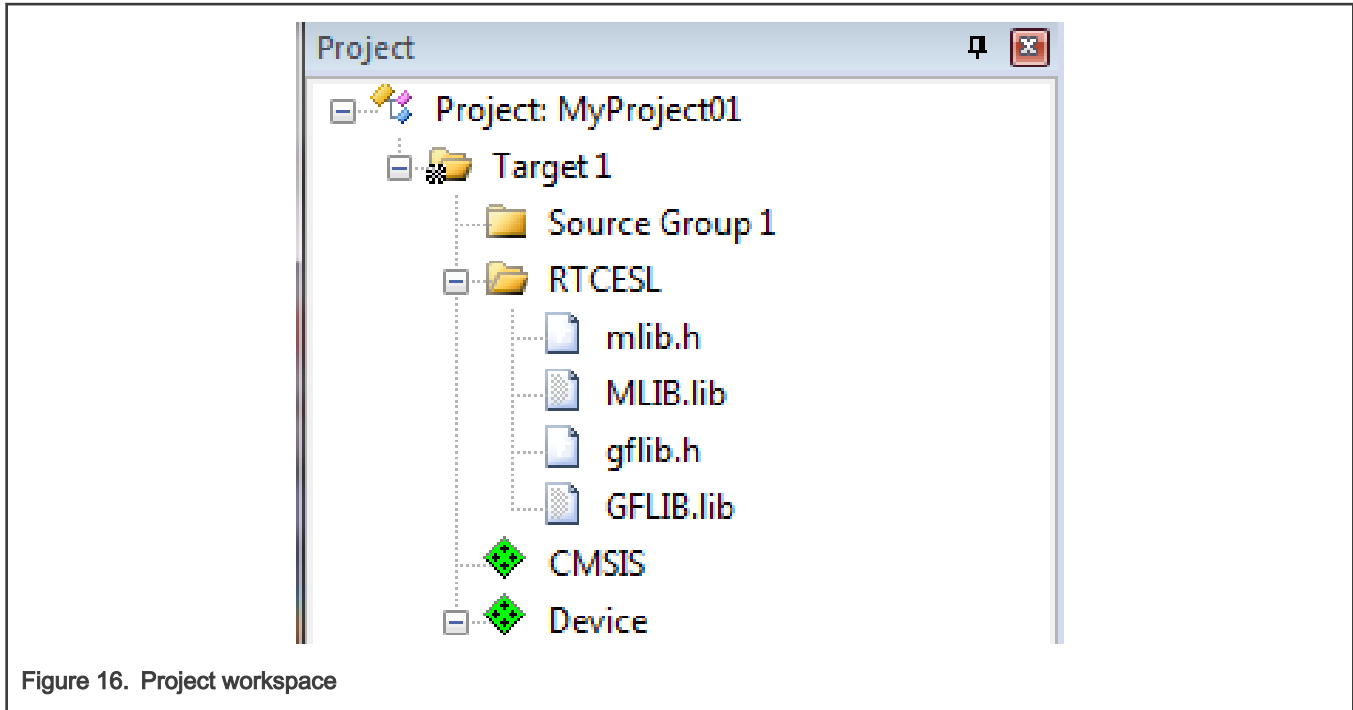 Project
Project: MyProject01
Target 1
Source Group 1
RTCESL
mlib.h
MLIB.lib
gflib.h
GFLIB.lib
CMSIS
Device
Figure 16. Project workspace